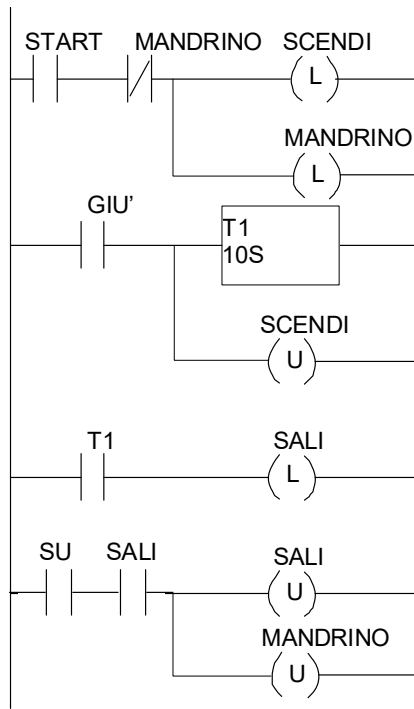 START MANDRINO SCENDI
L
MANDRINO
L
GIU' T1
10S
SCENDI
U
T1 SALI
L
SU SALI SALI
U
MANDRINO
U